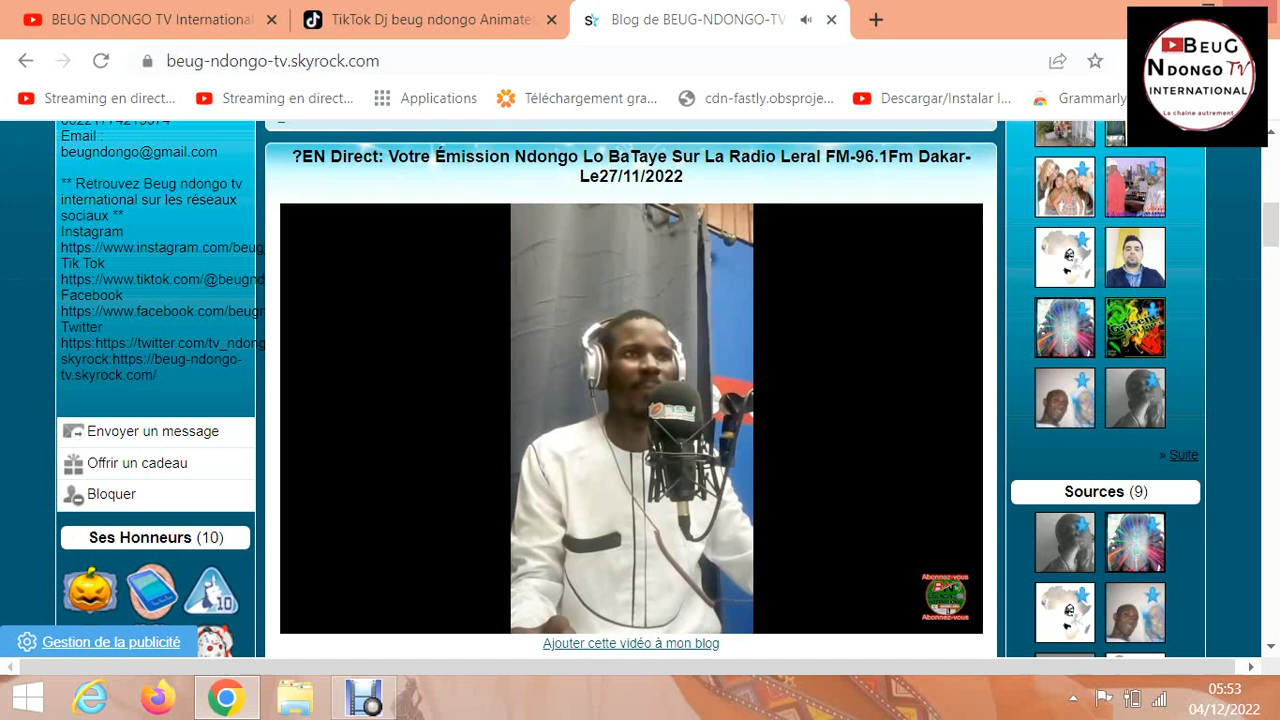 BEUG NDONGO TV International
TikTok Dj beug ndongo Animate
Blog de BEUG-NDONGO-TV
beug-ndongo-tv.skyrock.com
Streaming en direct...
Streaming en direct...
Applications
Téléchargement gra...
cdn-fastly.obsproje...
Descargar/Instalar I...
Grammarly
BEUG
NDONGO TV
INTERNATIONAL
La chaine autrement
Email :
beugndongo@gmail.com
** Retrouvez Beug ndongo tv
international sur les réseaux
sociaux **
Instagram
https://www.instagram.com/beug
Tik Tok
https://www.tiktok.com/@beugnd
Facebook
https://www.facebook.com/beugn
Twitter
https:https://twitter.com/tv_ndong
skyrock:https://beug-ndongo-
tv.skyrock.com/
Envoyer un message
Offrir un cadeau
Bloquer
Ses Honneurs (10)
10
Gestion de la publicité
?EN Direct: Votre Émission Ndongo Lo BaTaye Sur La Radio Leral FM-96.1Fm Dakar-
Le27/11/2022
Abonnez-vous
Abonnez-vous
Ajouter cette vidéo à mon blog
» Suite
Sources (9)
05:53
04/12/2022